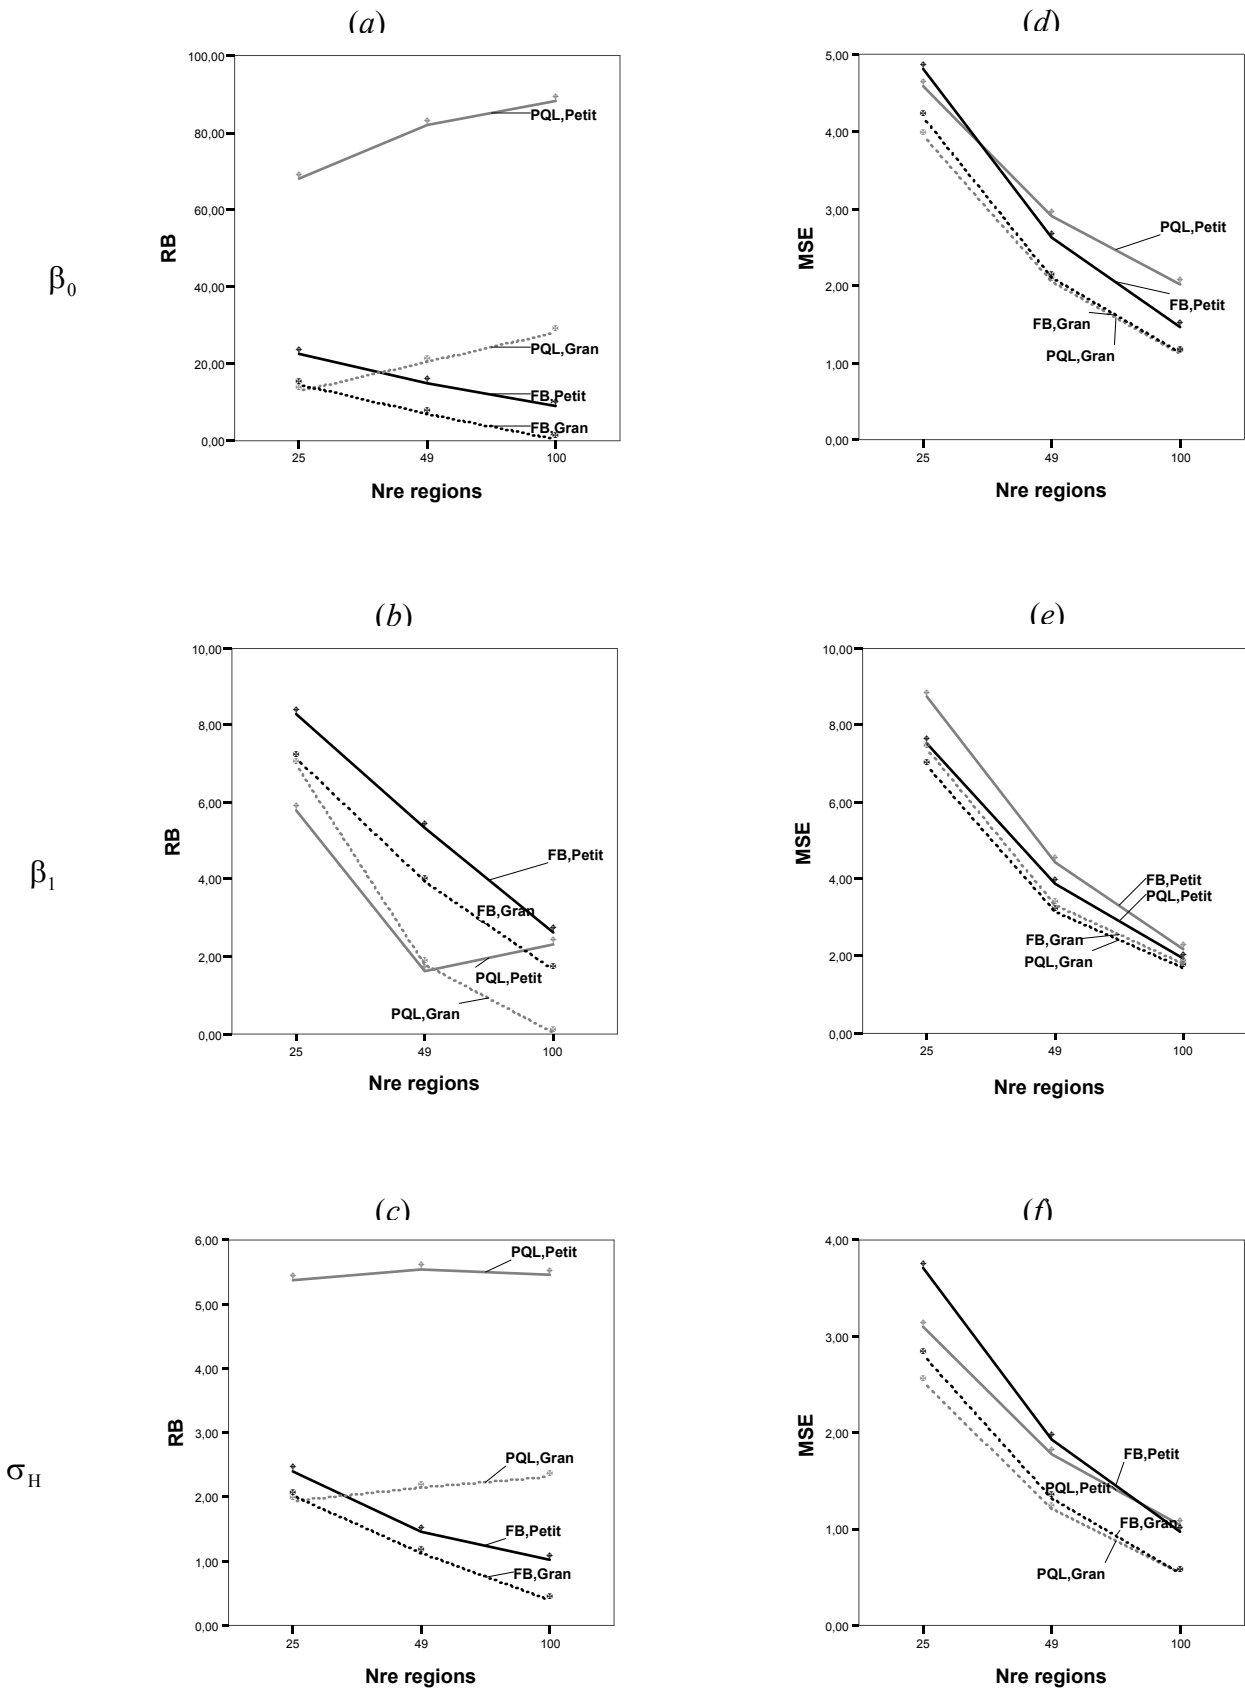 (a)
100,00
80,00
60,00
40,00
20,00
0,00
RB
β0
PQL,Petit
PQL,Gran
FB,Petit
FB,Gran
25 49 100
Nre regions
(d)
5,00
4,00
3,00
2,00
1,00
0,00
MSE
PQL,Petit
FB,Petit
FB,Gran
PQL,Gran
25 49 100
Nre regions
(b)
10,00
8,00
6,00
4,00
2,00
0,00
RB
β1
FB,Petit
FB,Gran
PQL,Petit
PQL,Gran
25 49 100
Nre regions
(e)
10,00
8,00
6,00
4,00
2,00
0,00
MSE
FB,Petit
PQL,Petit
FB,Gran
PQL,Gran
25 49 100
Nre regions
(c)
6,00
5,00
4,00
3,00
2,00
1,00
0,00
RB
σH
PQL,Petit
PQL,Gran
FB,Petit
FB,Gran
25 49 100
Nre regions
(f)
4,00
3,00
2,00
1,00
0,00
MSE
FB,Petit
PQL,Petit
FB,Gran
PQL,Gran
25 49 100
Nre regions